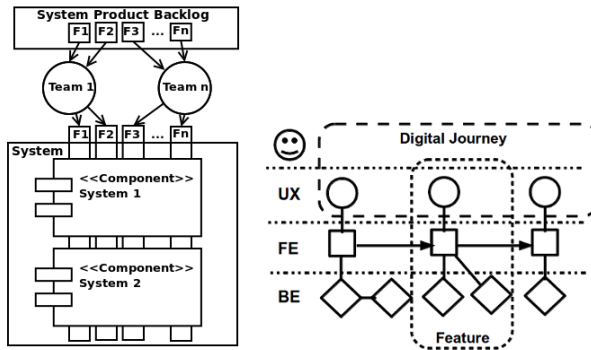 System Product Backlog
F1 F2 F3 ... Fn
Team 1 Team n
F1 F2 F3 ... Fn
System
<<Component>>
System 1
<<Component>>
System 2
Digital Journey
UX
FE
BE
Feature